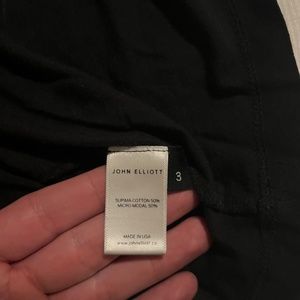 JOHN ELLIOTT
3
SUPIMA COTTON 50%
MICRO MODAL 50%
MADE IN USA
www.johnelliott.co